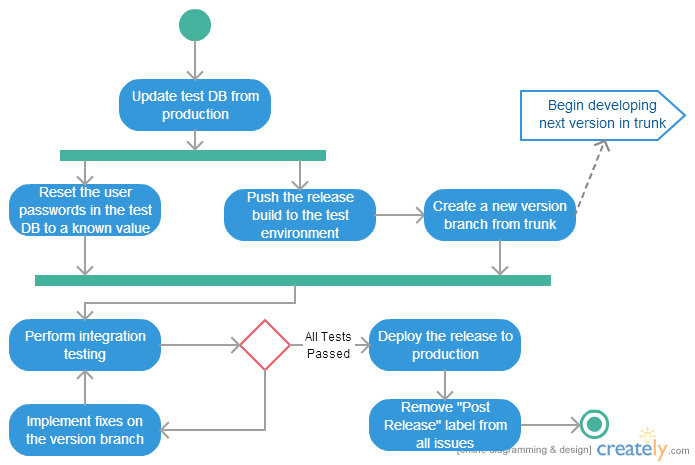 Update test DB from
production
Begin developing
next version in trunk
Reset the user
passwords in the test
DB to a known value
Push the release
build to the test
environment
Create a new version
branch from trunk
Perform integration
testing
All Tests
Passed
Deploy the release to
production
Implement fixes on
the version branch
Remove "Post
Release" label from
all issues
[online diagramming & design] creately.com